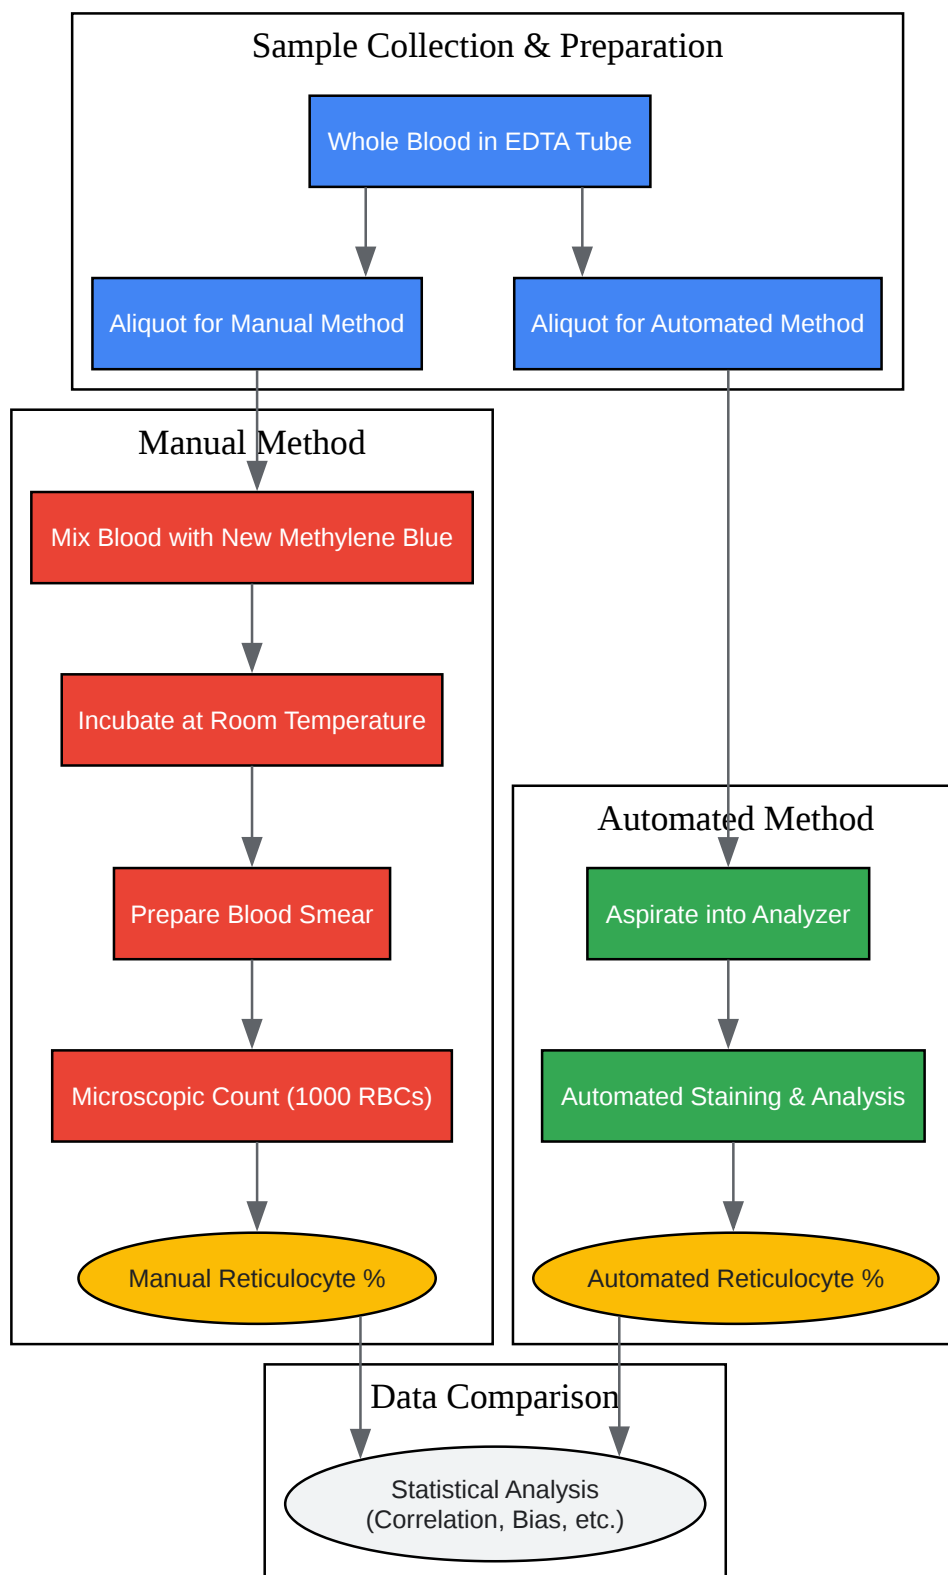 Sample Collection & Preparation
Whole Blood in EDTA Tube
Aliquot for Manual Method
Aliquot for Automated Method
Manual Method
Mix Blood with New Methylene Blue
Incubate at Room Temperature
Prepare Blood Smear
Microscopic Count (1000 RBCs)
Manual Reticulocyte %
Automated Method
Aspirate into Analyzer
Automated Staining & Analysis
Automated Reticulocyte %
Data Comparison
Statistical Analysis
(Correlation, Bias, etc.)